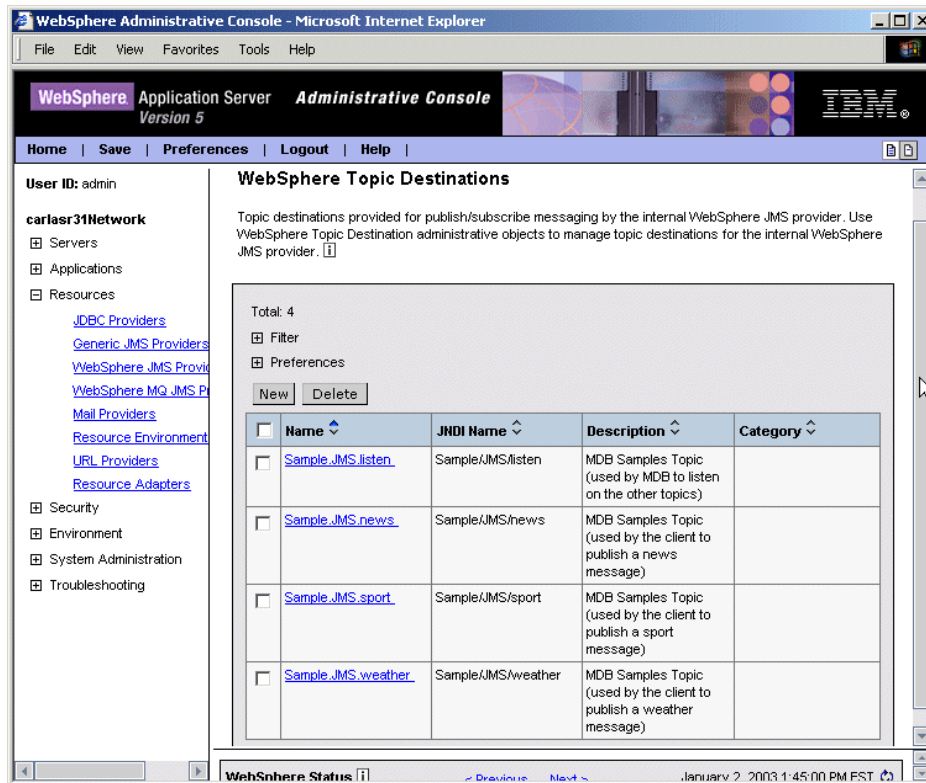 WebSphere Administrative Console - Microsoft Internet Explorer
File Edit View Favorites Tools Help
WebSphere Application Server Administrative Console
Version 5
IBM®
Home | Save | Preferences | Logout | Help |
User ID: admin
carlasr31Network
Servers
Applications
Resources
JDBC Providers
Generic JMS Providers
WebSphere JMS Provid
WebSphere MQ JMS P
Mail Providers
Resource Environment
URL Providers
Resource Adapters
Security
Environment
System Administration
Troubleshooting
WebSphere Topic Destinations
Topic destinations provided for publish/subscribe messaging by the internal WebSphere JMS provider. Use
WebSphere Topic Destination administrative objects to manage topic destinations for the internal WebSphere
JMS provider. i
Total: 4
Filter
Preferences
New Delete
Name JNDI Name Description Category
Sample.JMS.listen Sample/JMS/listen MDB Samples Topic
(used by MDB to listen
on the other topics)
Sample.JMS.news Sample/JMS/news MDB Samples Topic
(used by the client to
publish a news
message)
Sample.JMS.sport Sample/JMS/sport MDB Samples Topic
(used by the client to
publish a sport
message)
Sample.JMS.weather Sample/JMS/weather MDB Samples Topic
(used by the client to
publish a weather
message)
WebSphere Status i < Previous Next > January 2, 2003 1:45:00 PM EST